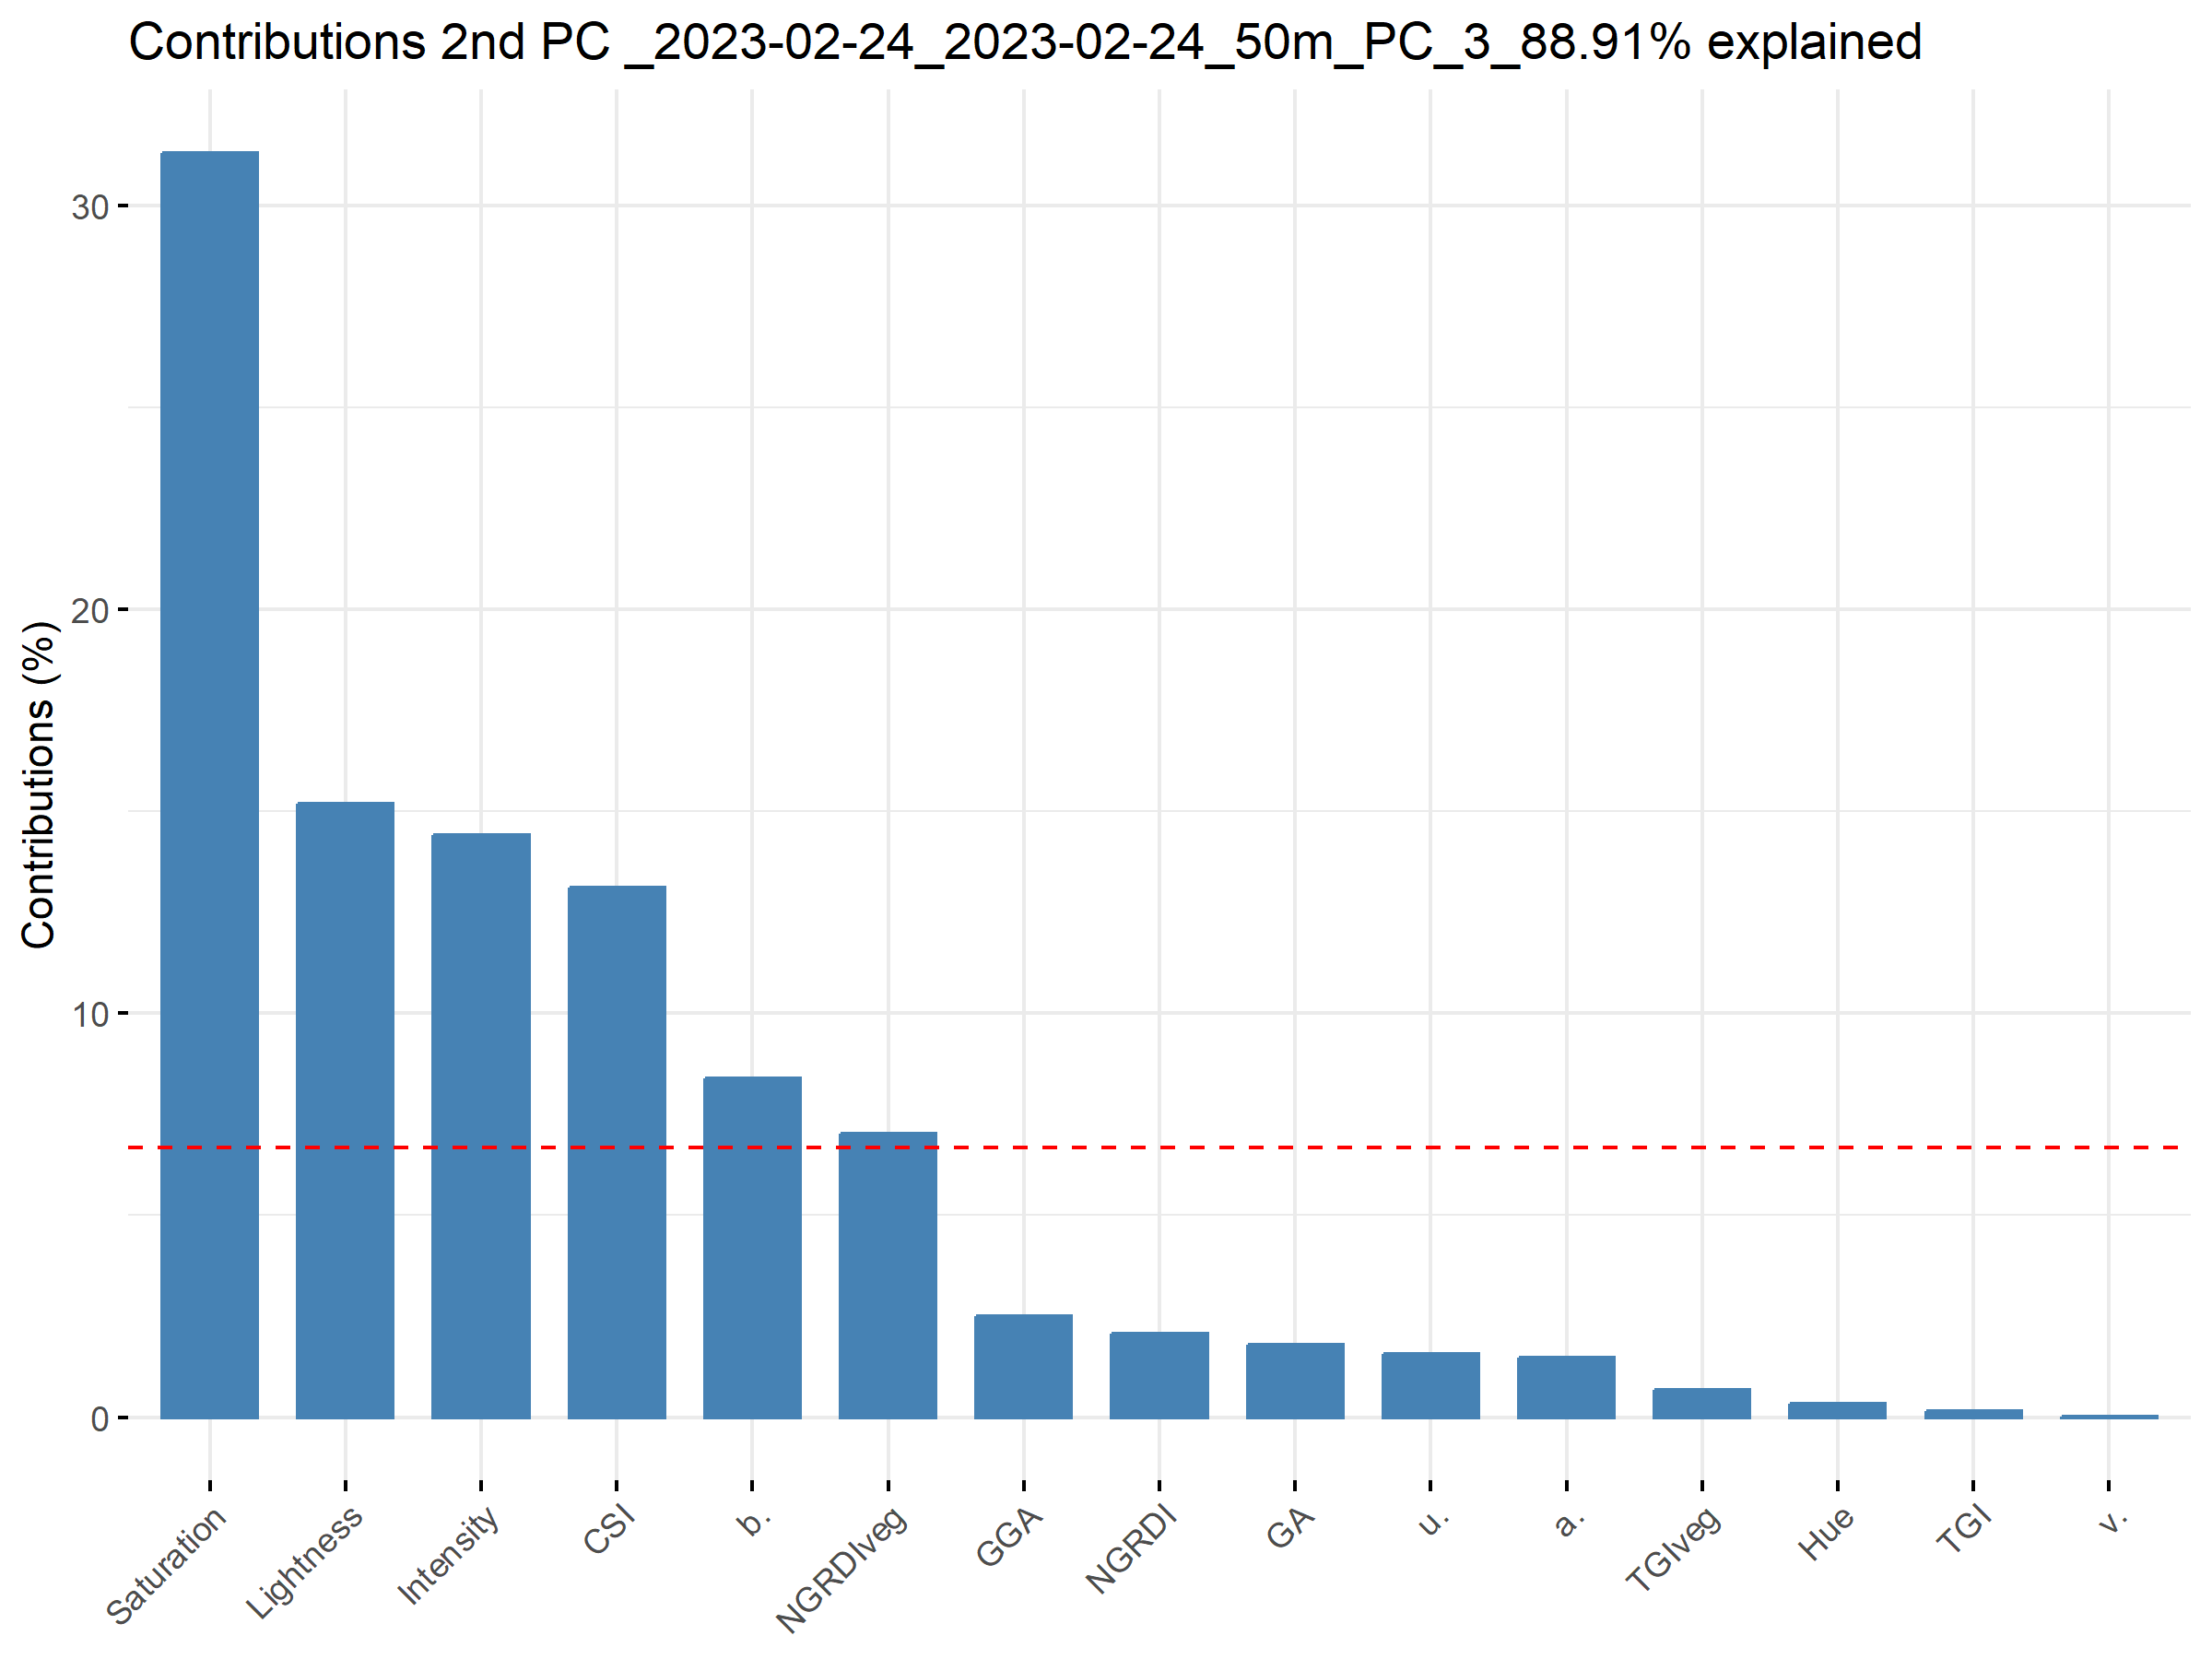 Contributions 2nd PC _2023-02-24_2023-02-24_50m_PC_3_88.91% explained
Contributions (%)
30
20
10
0
Saturation
Lightness
Intensity
CSI
b.
NGRDIveg
GGA
NGRDI
GA
u.
a.
TGIveg
Hue
TGI
v.